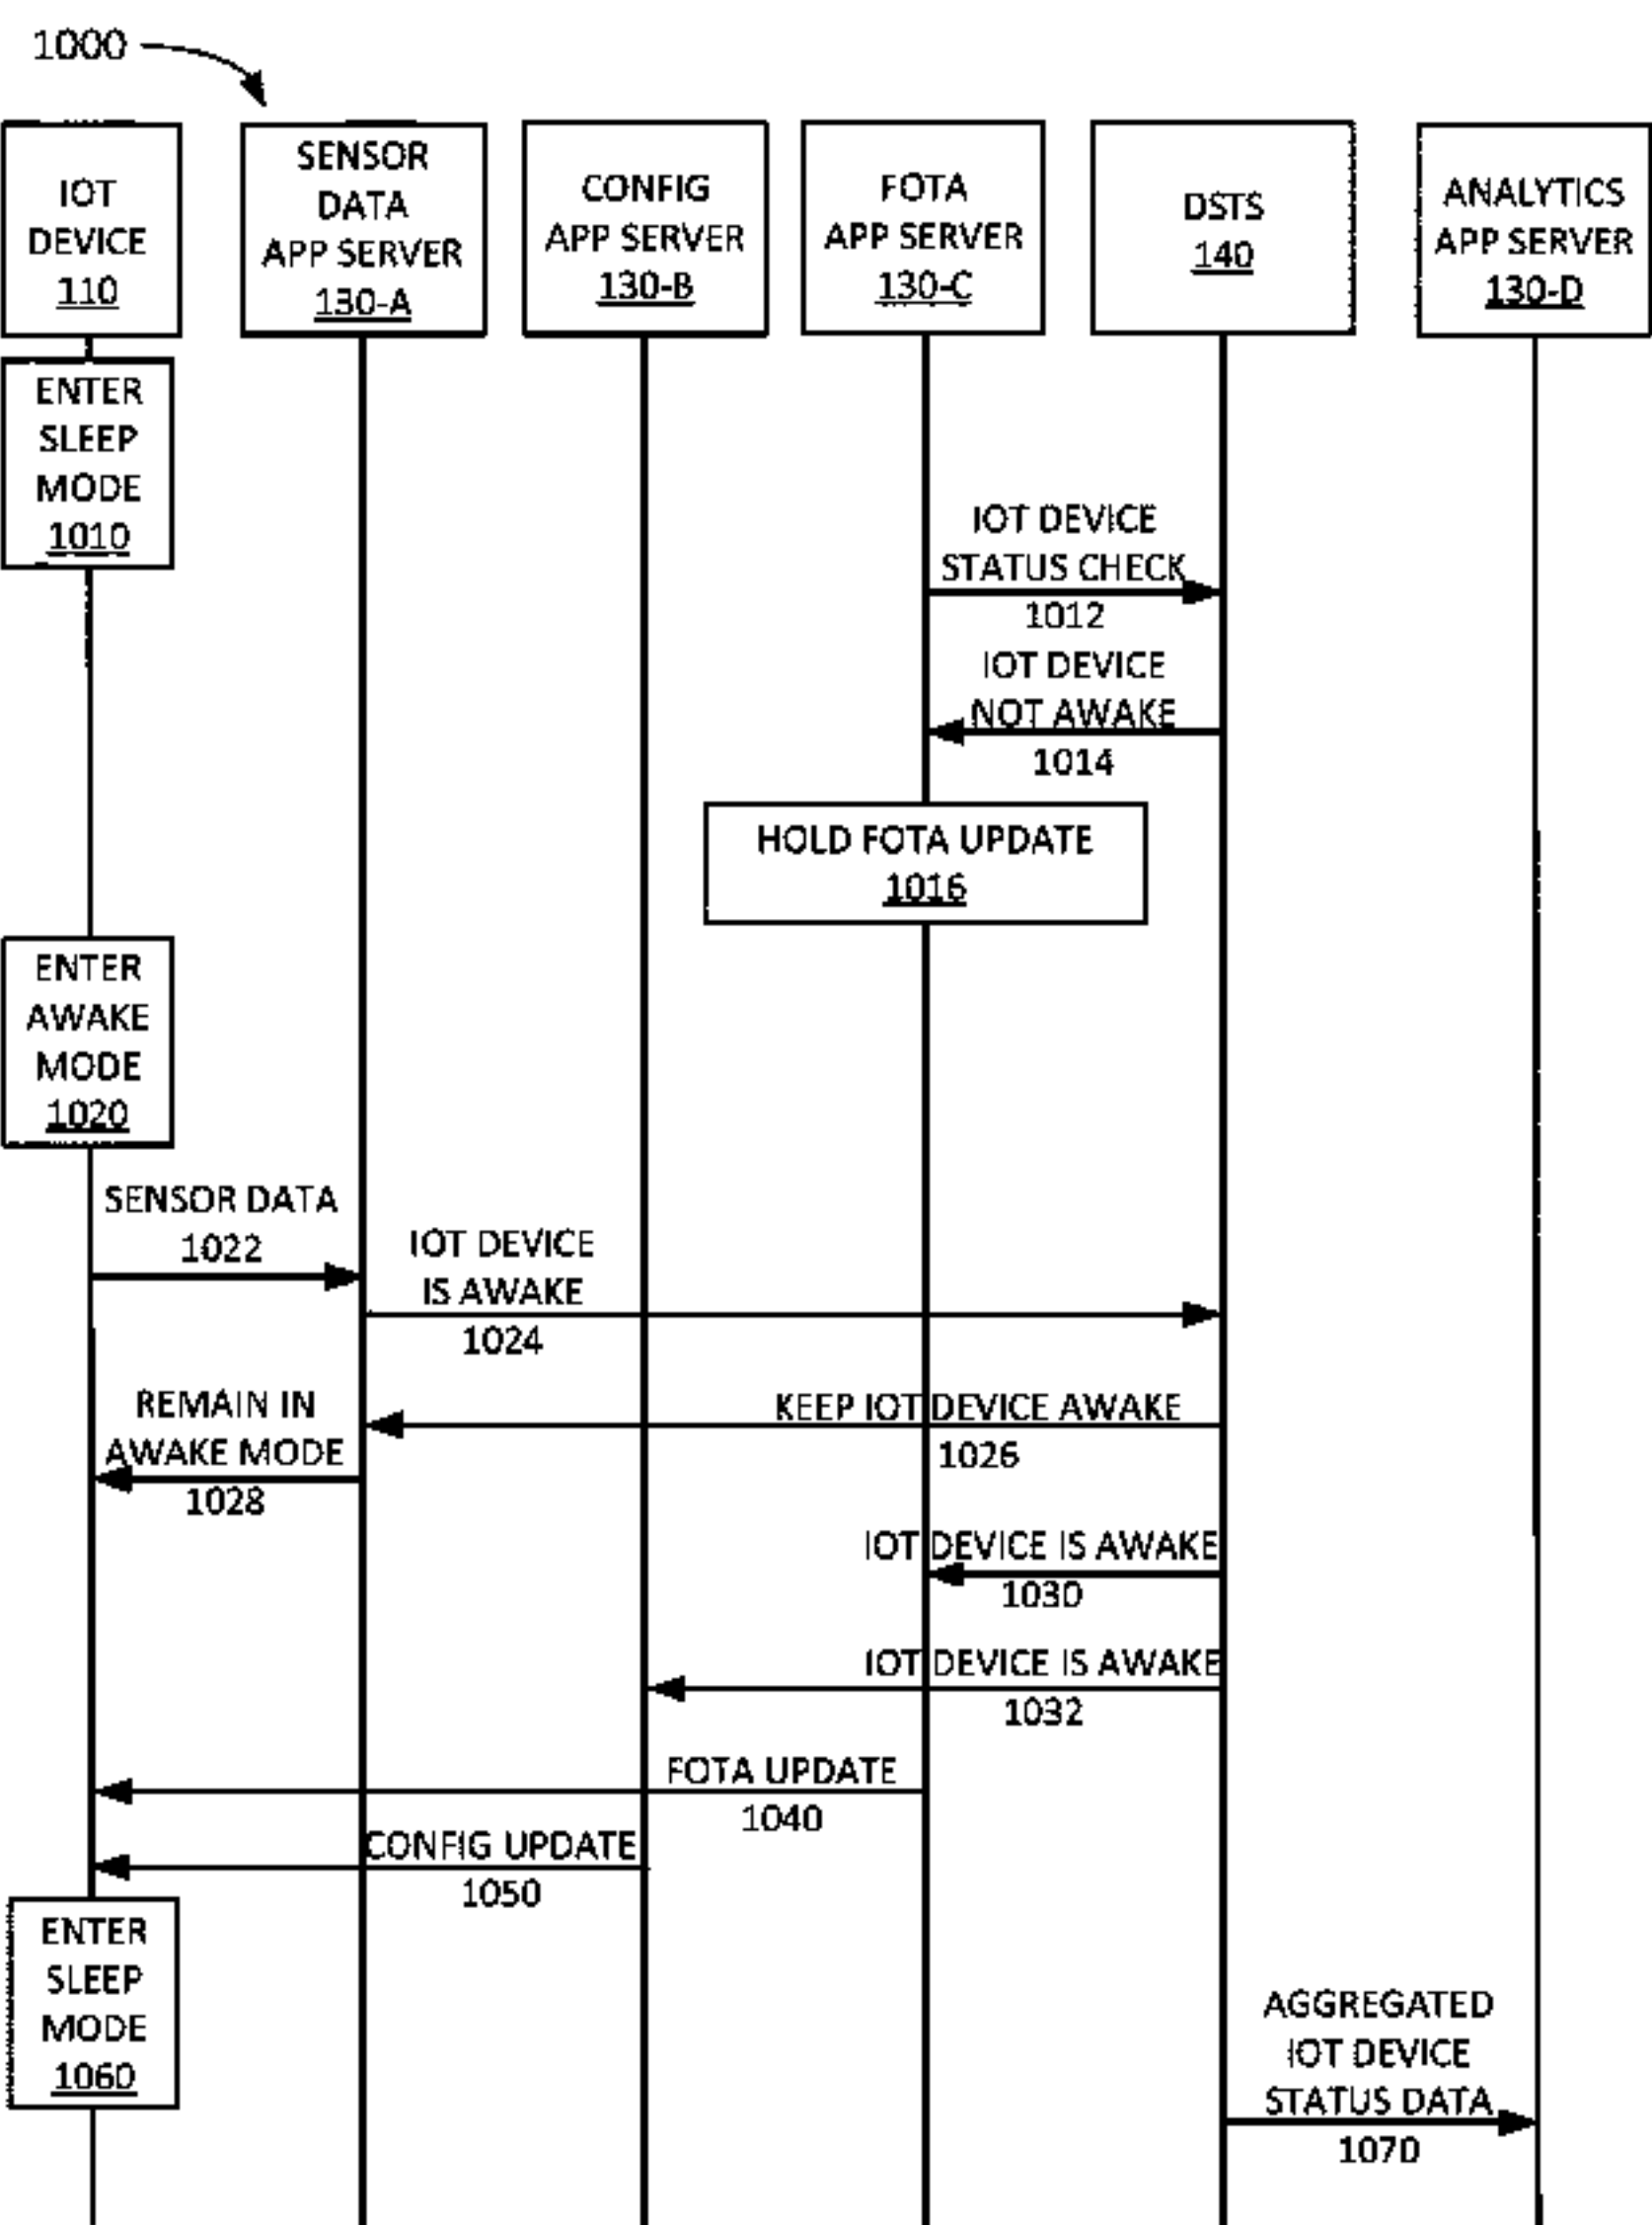 1000
IOT
DEVICE
110
SENSOR
DATA
APP SERVER
130-A
CONFIG
APP SERVER
130-B
FOTA
APP SERVER
130-C
DSTS
140
ANALYTICS
APP SERVER
130-D
ENTER
SLEEP
MODE
1010
IOT DEVICE
STATUS CHECK
1012
IOT DEVICE
NOT AWAKE
1014
HOLD FOTA UPDATE
1016
ENTER
AWAKE
MODE
1020
SENSOR DATA
1022
IOT DEVICE
IS AWAKE
1024
KEEP IOT DEVICE AWAKE
1026
REMAIN IN
AWAKE MODE
1028
IOT DEVICE IS AWAKE
1030
IOT DEVICE IS AWAKE
1032
FOTA UPDATE
1040
CONFIG UPDATE
1050
ENTER
SLEEP
MODE
1060
AGGREGATED
IOT DEVICE
STATUS DATA
1070